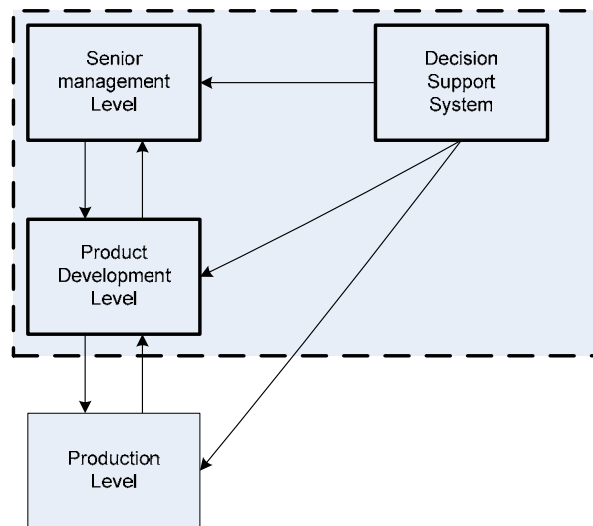 Senior
management
Level
Decision
Support
System
Product
Development
Level
Production
Level